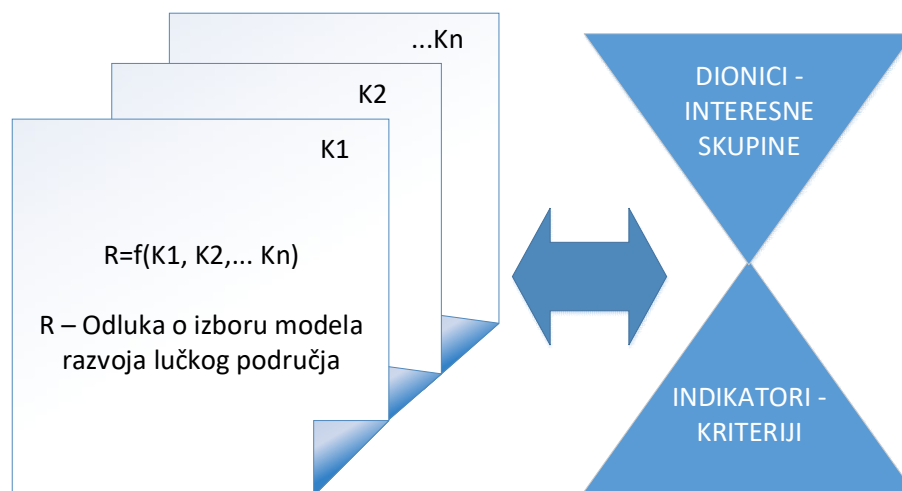 ...Kn
K2
K1
R=f(K1, K2,... Kn)
R – Odluka o izboru modela
razvoja lučkog područja
DIONICI -
INTERESNE
SKUPINE
INDIKATORI -
KRITERIJI